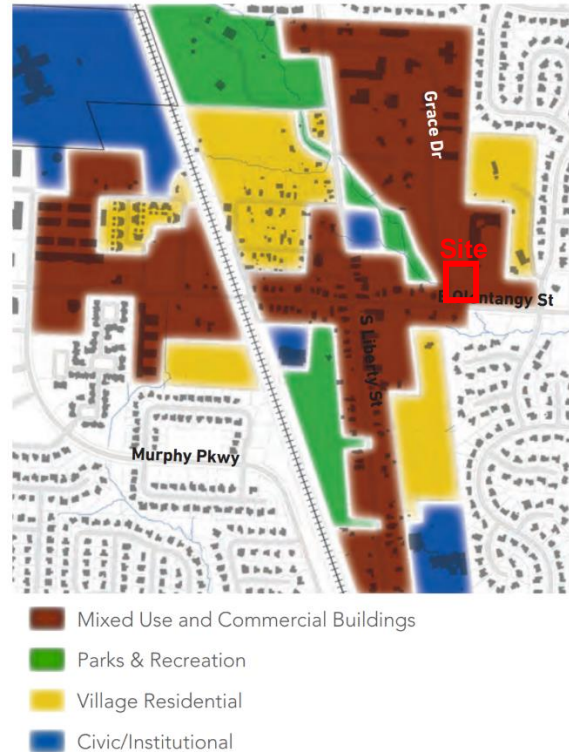 Grace Dr
Site
E Olentangy St
S Liberty St
Murphy Pkwy
Mixed Use and Commercial Buildings
Parks & Recreation
Village Residential
Civic/Institutional